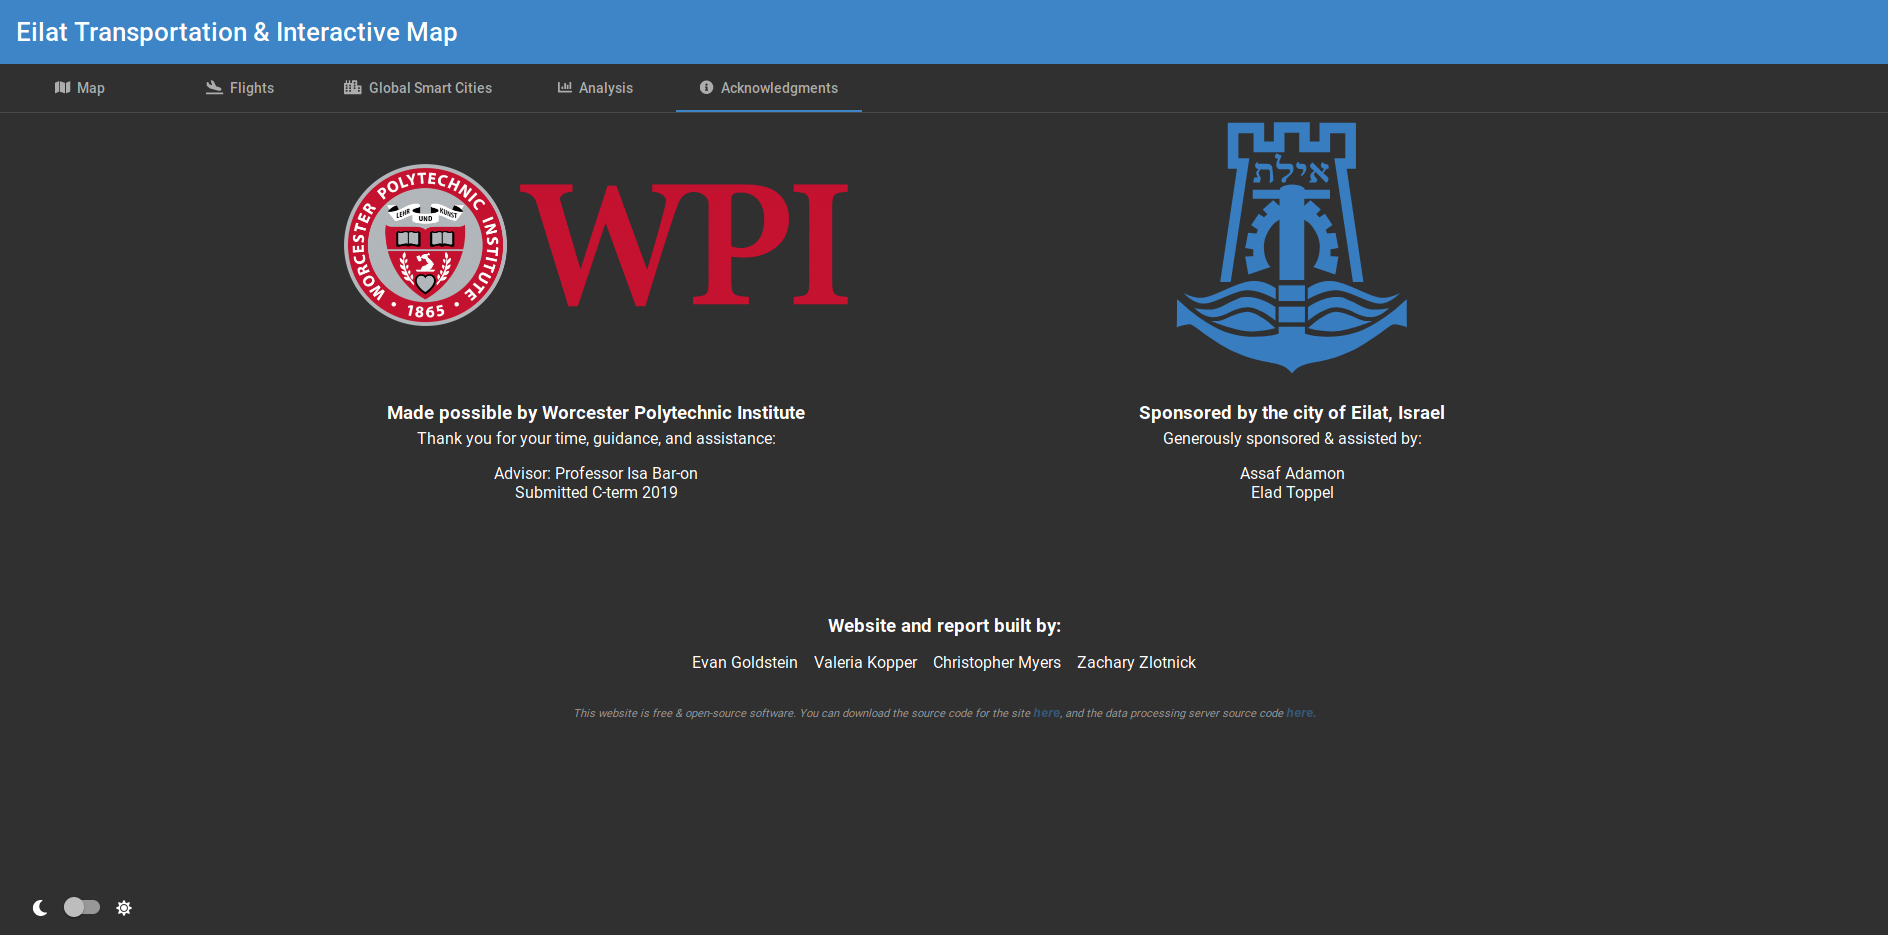 Eilat Transportation & Interactive Map
Map
Flights
Global Smart Cities
Analysis
Acknowledgments
WORCESTER POLYTECHNIC INSTITUTE
LEHR UND KUNST
1865
WPI
אילת
Made possible by Worcester Polytechnic Institute
Thank you for your time, guidance, and assistance:
Advisor: Professor Isa Bar-on
Submitted C-term 2019
Sponsored by the city of Eilat, Israel
Generously sponsored & assisted by:
Assaf Adamon
Elad Toppel
Website and report built by:
Evan Goldstein Valeria Kopper Christopher Myers Zachary Zlotnick
This website is free & open-source software. You can download the source code for the site here, and the data processing server source code here.